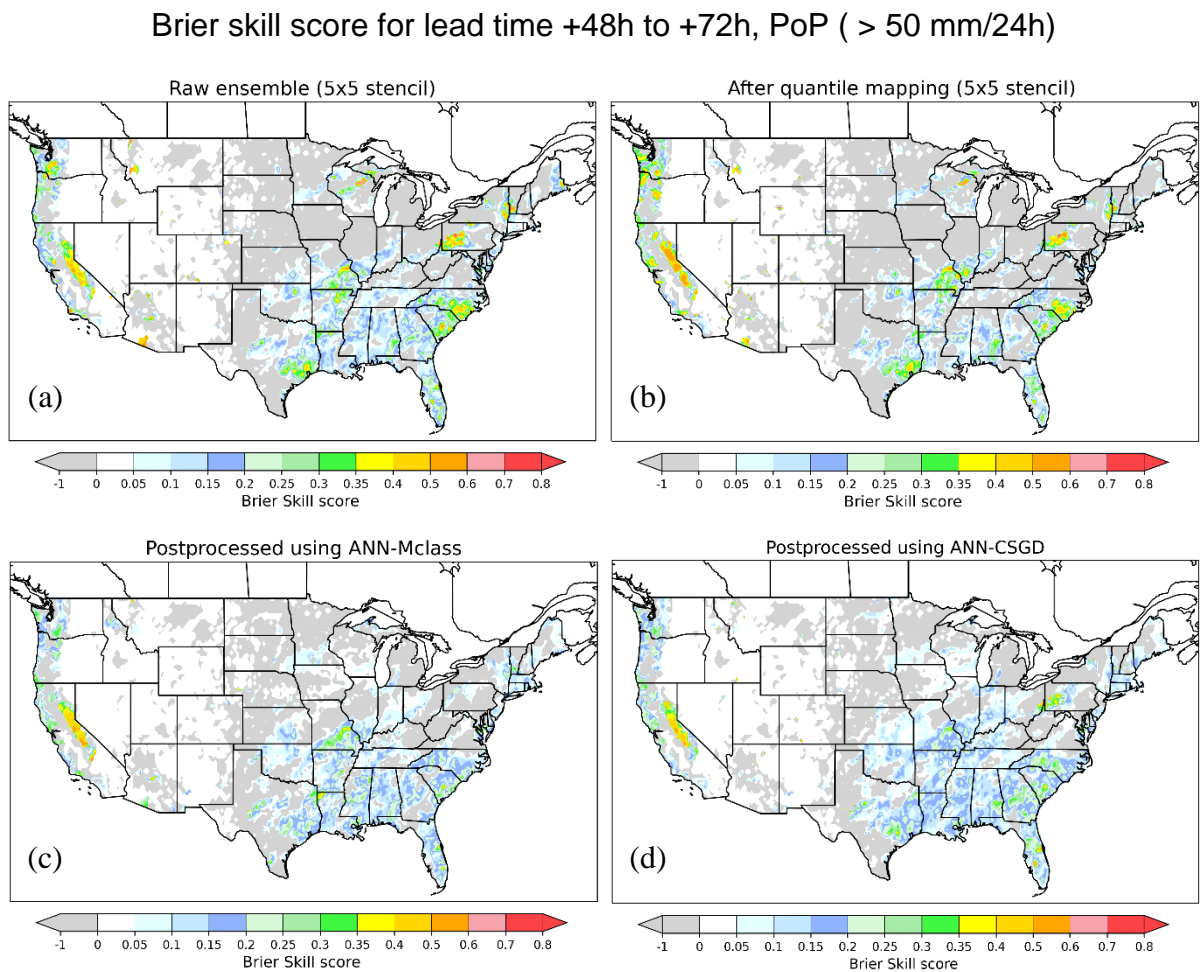 Brier skill score for lead time +48h to +72h, PoP ( > 50 mm/24h)
Raw ensemble (5x5 stencil)
After quantile mapping (5x5 stencil)
(a)
(b)
-1 0 0.05 0.1 0.15 0.2 0.25 0.3 0.35 0.4 0.5 0.6 0.7 0.8
Brier Skill score
-1 0 0.05 0.1 0.15 0.2 0.25 0.3 0.35 0.4 0.5 0.6 0.7 0.8
Brier Skill score
Postprocessed using ANN-Mclass
Postprocessed using ANN-CSGD
(c)
(d)
-1 0 0.05 0.1 0.15 0.2 0.25 0.3 0.35 0.4 0.5 0.6 0.7 0.8
Brier Skill score
-1 0 0.05 0.1 0.15 0.2 0.25 0.3 0.35 0.4 0.5 0.6 0.7 0.8
Brier Skill score